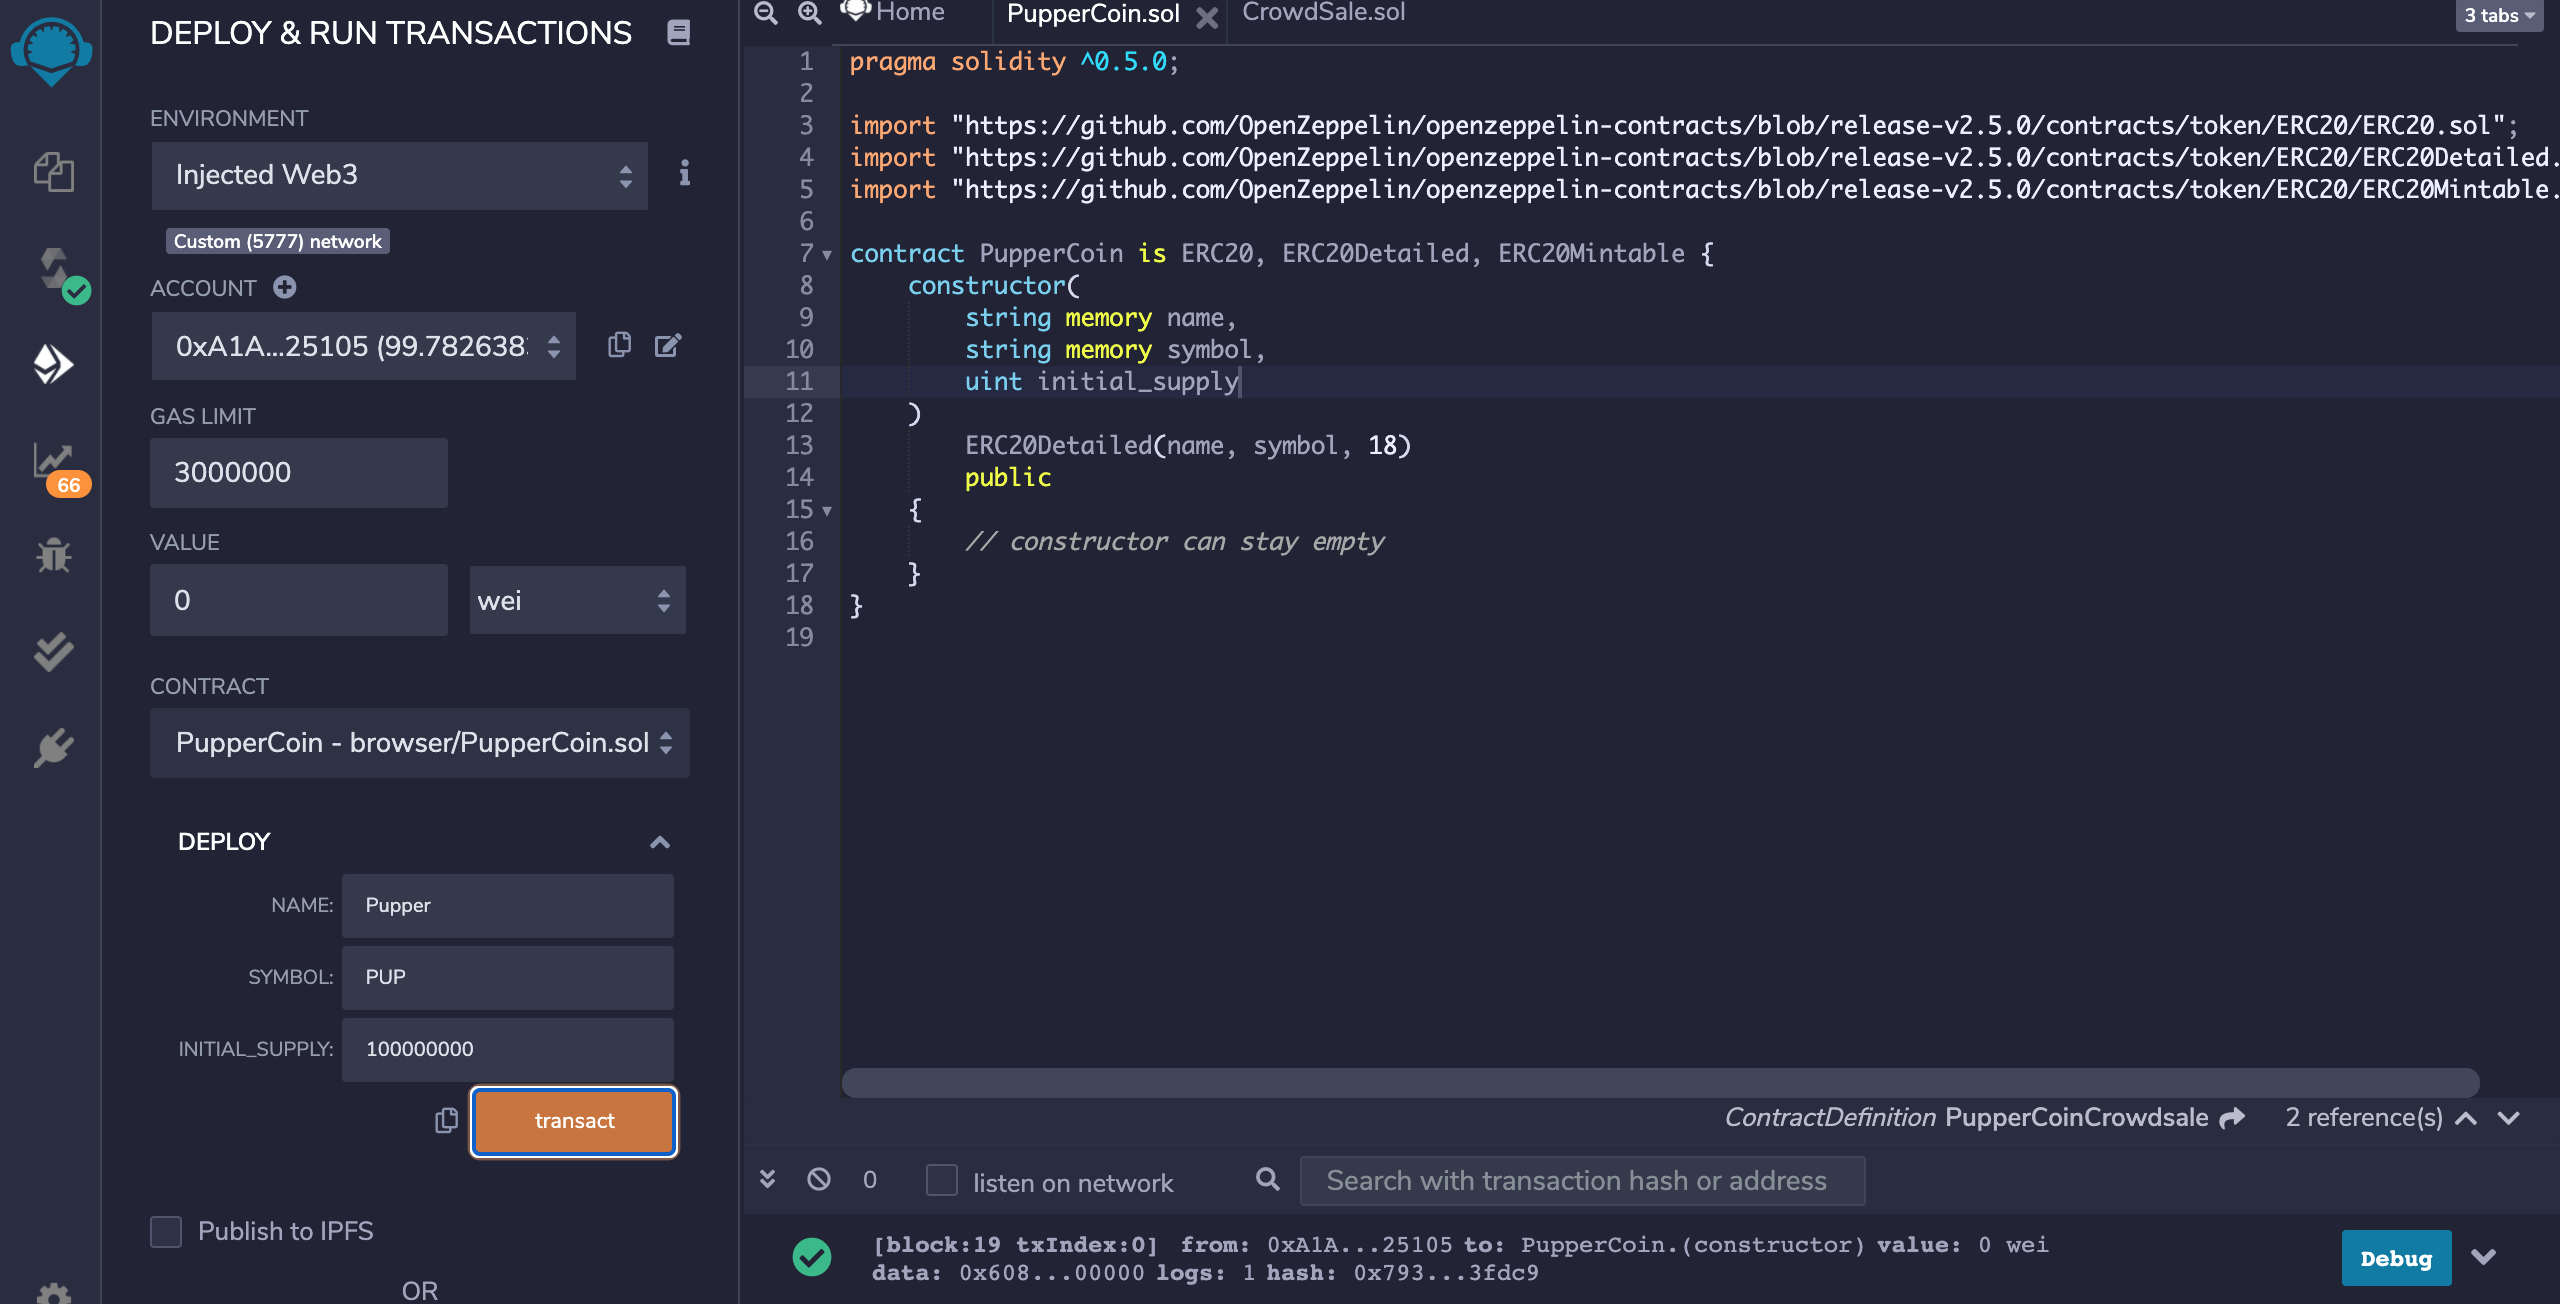 DEPLOY & RUN TRANSACTIONS
ENVIRONMENT
Injected Web3
Custom (5777) network
ACCOUNT
0xA1A...25105 (99.7826383
GAS LIMIT
3000000
VALUE
0
wei
CONTRACT
PupperCoin - browser/PupperCoin.sol
DEPLOY
NAME: Pupper
SYMBOL: PUP
INITIAL_SUPPLY: 100000000
transact
Publish to IPFS
OR
66
Home
PupperCoin.sol
CrowdSale.sol
3 tabs
1 pragma solidity ^0.5.0;
2
3 import "https://github.com/OpenZeppelin/openzeppelin-contracts/blob/release-v2.5.0/contracts/token/ERC20/ERC20.sol";
4 import "https://github.com/OpenZeppelin/openzeppelin-contracts/blob/release-v2.5.0/contracts/token/ERC20/ERC20Detailed.
5 import "https://github.com/OpenZeppelin/openzeppelin-contracts/blob/release-v2.5.0/contracts/token/ERC20/ERC20Mintable.
6
7 contract PupperCoin is ERC20, ERC20Detailed, ERC20Mintable {
8 constructor(
9 string memory name,
10 string memory symbol,
11 uint initial_supply
12 )
13 ERC20Detailed(name, symbol, 18)
14 public
15 {
16 // constructor can stay empty
17 }
18 }
19
ContractDefinition PupperCoinCrowdsale 2 reference(s)
0 listen on network Search with transaction hash or address
[block:19 txIndex:0] from: 0xA1A...25105 to: PupperCoin.(constructor) value: 0 wei
data: 0x608...00000 logs: 1 hash: 0x793...3fdc9
Debug